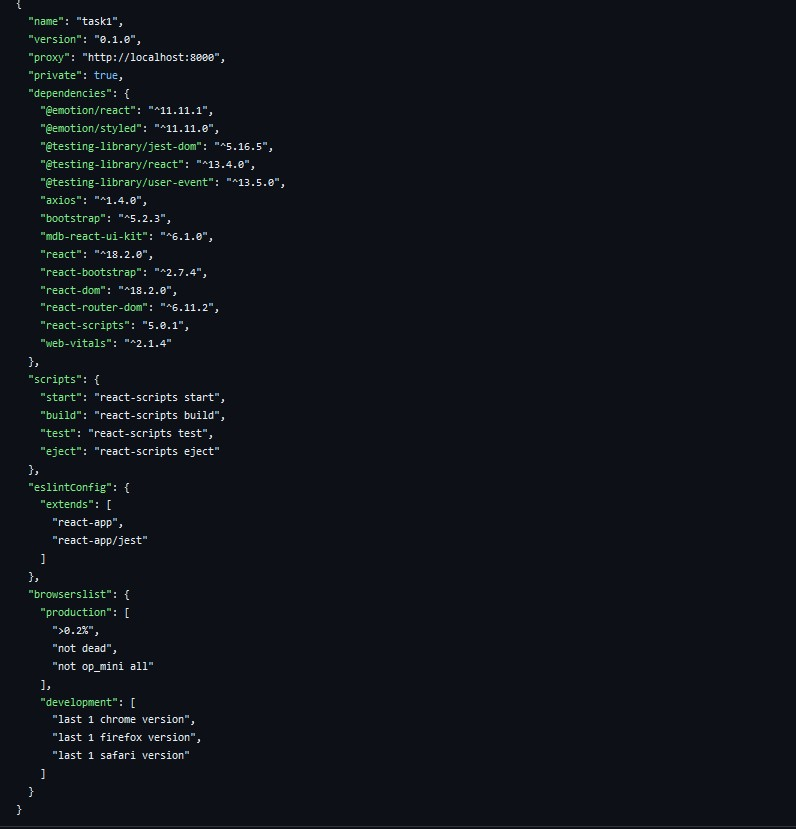 {
"name": "task1",
"version": "0.1.0",
"proxy": "http://localhost:8000",
"private": true,
"dependencies": {
"@emotion/react": "^11.11.1",
"@emotion/styled": "^11.11.0",
"@testing-library/jest-dom": "^5.16.5",
"@testing-library/react": "^13.4.0",
"@testing-library/user-event": "^13.5.0",
"axios": "^1.4.0",
"bootstrap": "^5.2.3",
"mdb-react-ui-kit": "^6.1.0",
"react": "^18.2.0",
"react-bootstrap": "^2.7.4",
"react-dom": "^18.2.0",
"react-router-dom": "^6.11.2",
"react-scripts": "5.0.1",
"web-vitals": "^2.1.4"
},
"scripts": {
"start": "react-scripts start",
"build": "react-scripts build",
"test": "react-scripts test",
"eject": "react-scripts eject"
},
"eslintConfig": {
"extends": [
"react-app",
"react-app/jest"
]
},
"browserslist": {
"production": [
">0.2%",
"not dead",
"not op_mini all"
],
"development": [
"last 1 chrome version",
"last 1 firefox version",
"last 1 safari version"
]
}
}